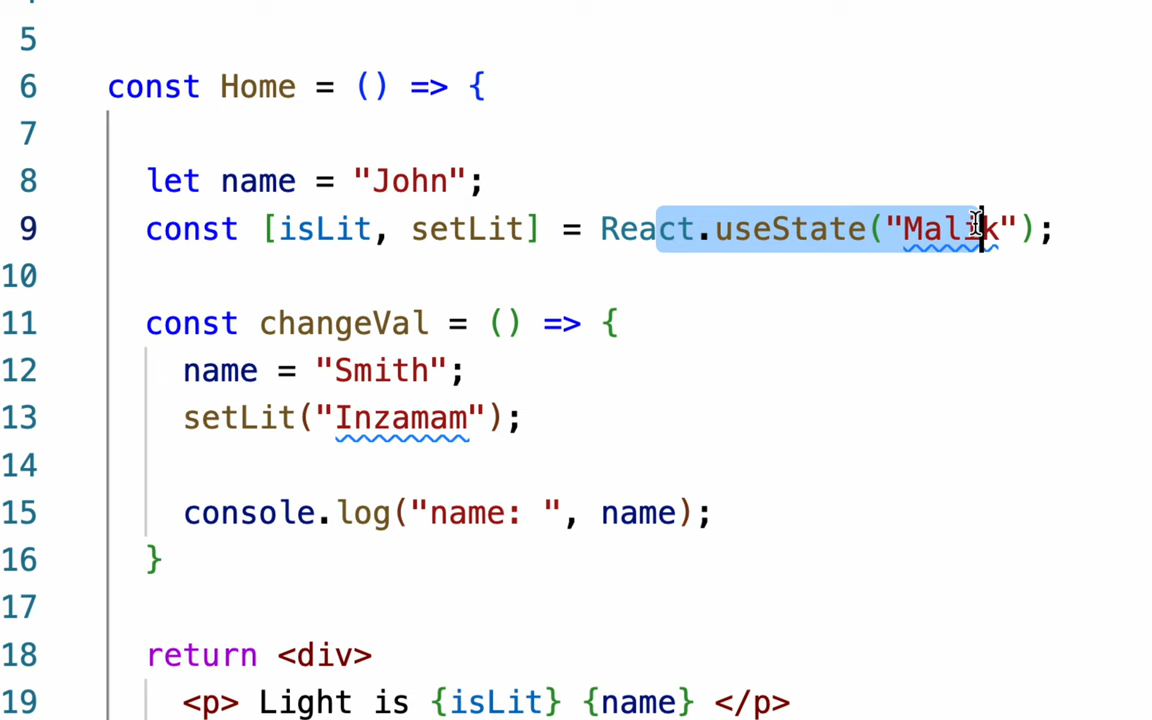 5
6 const Home = () => {
7
8 let name = "John";
9 const [isLit, setLit] = React.useState("Malik");
10
11 const changeVal = () => {
12 name = "Smith";
13 setLit("Inzamam");
14
15 console.log("name: ", name);
16 }
17
18 return <div>
19 <p> Light is {isLit} {name} </p>